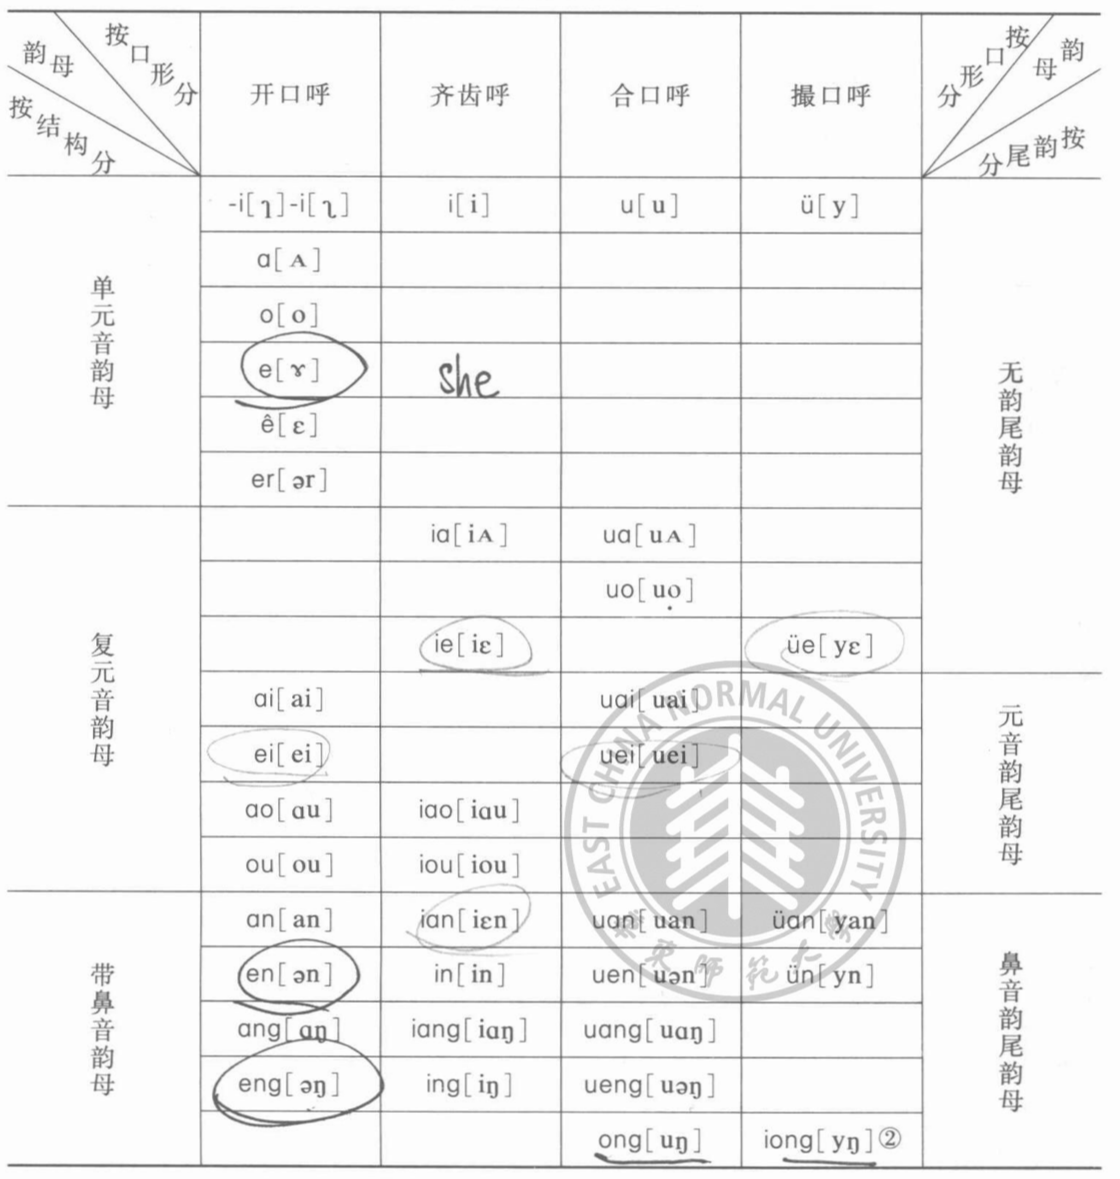 韵母 按口形分 开口呼 齐齿呼 合口呼 撮口呼 按口形分 韵母
按结构分 按韵尾分
单元音韵母 -i[ɿ]-i[ʅ] i[i] u[u] ü[y] 无韵尾韵母
ɑ[ᴀ]
o[o]
e[ɤ] she
ê[ε]
er[ər]
复元音韵母 iɑ[iᴀ] uɑ[uᴀ]
uo[uo̞]
ie[iε] üe[yε]
ɑi[ai] uɑi[uai] 元音韵尾韵母
ei[ei] uei[uei]
ɑo[ɑu] iɑo[iɑu]
ou[ou] iou[iou]
带鼻音韵母 ɑn[an] iɑn[iεn] uɑn[uan] üɑn[yan] 鼻音韵尾韵母
en[ən] in[in] uen[uən] ün[yn]
ɑng[ɑŋ] iɑng[iɑŋ] uɑng[uɑŋ]
eng[əŋ] ing[iŋ] ueng[uəŋ]
ong[uŋ] iong[yŋ]②
EAST CHINA NORMAL UNIVERSITY
华东师范大学